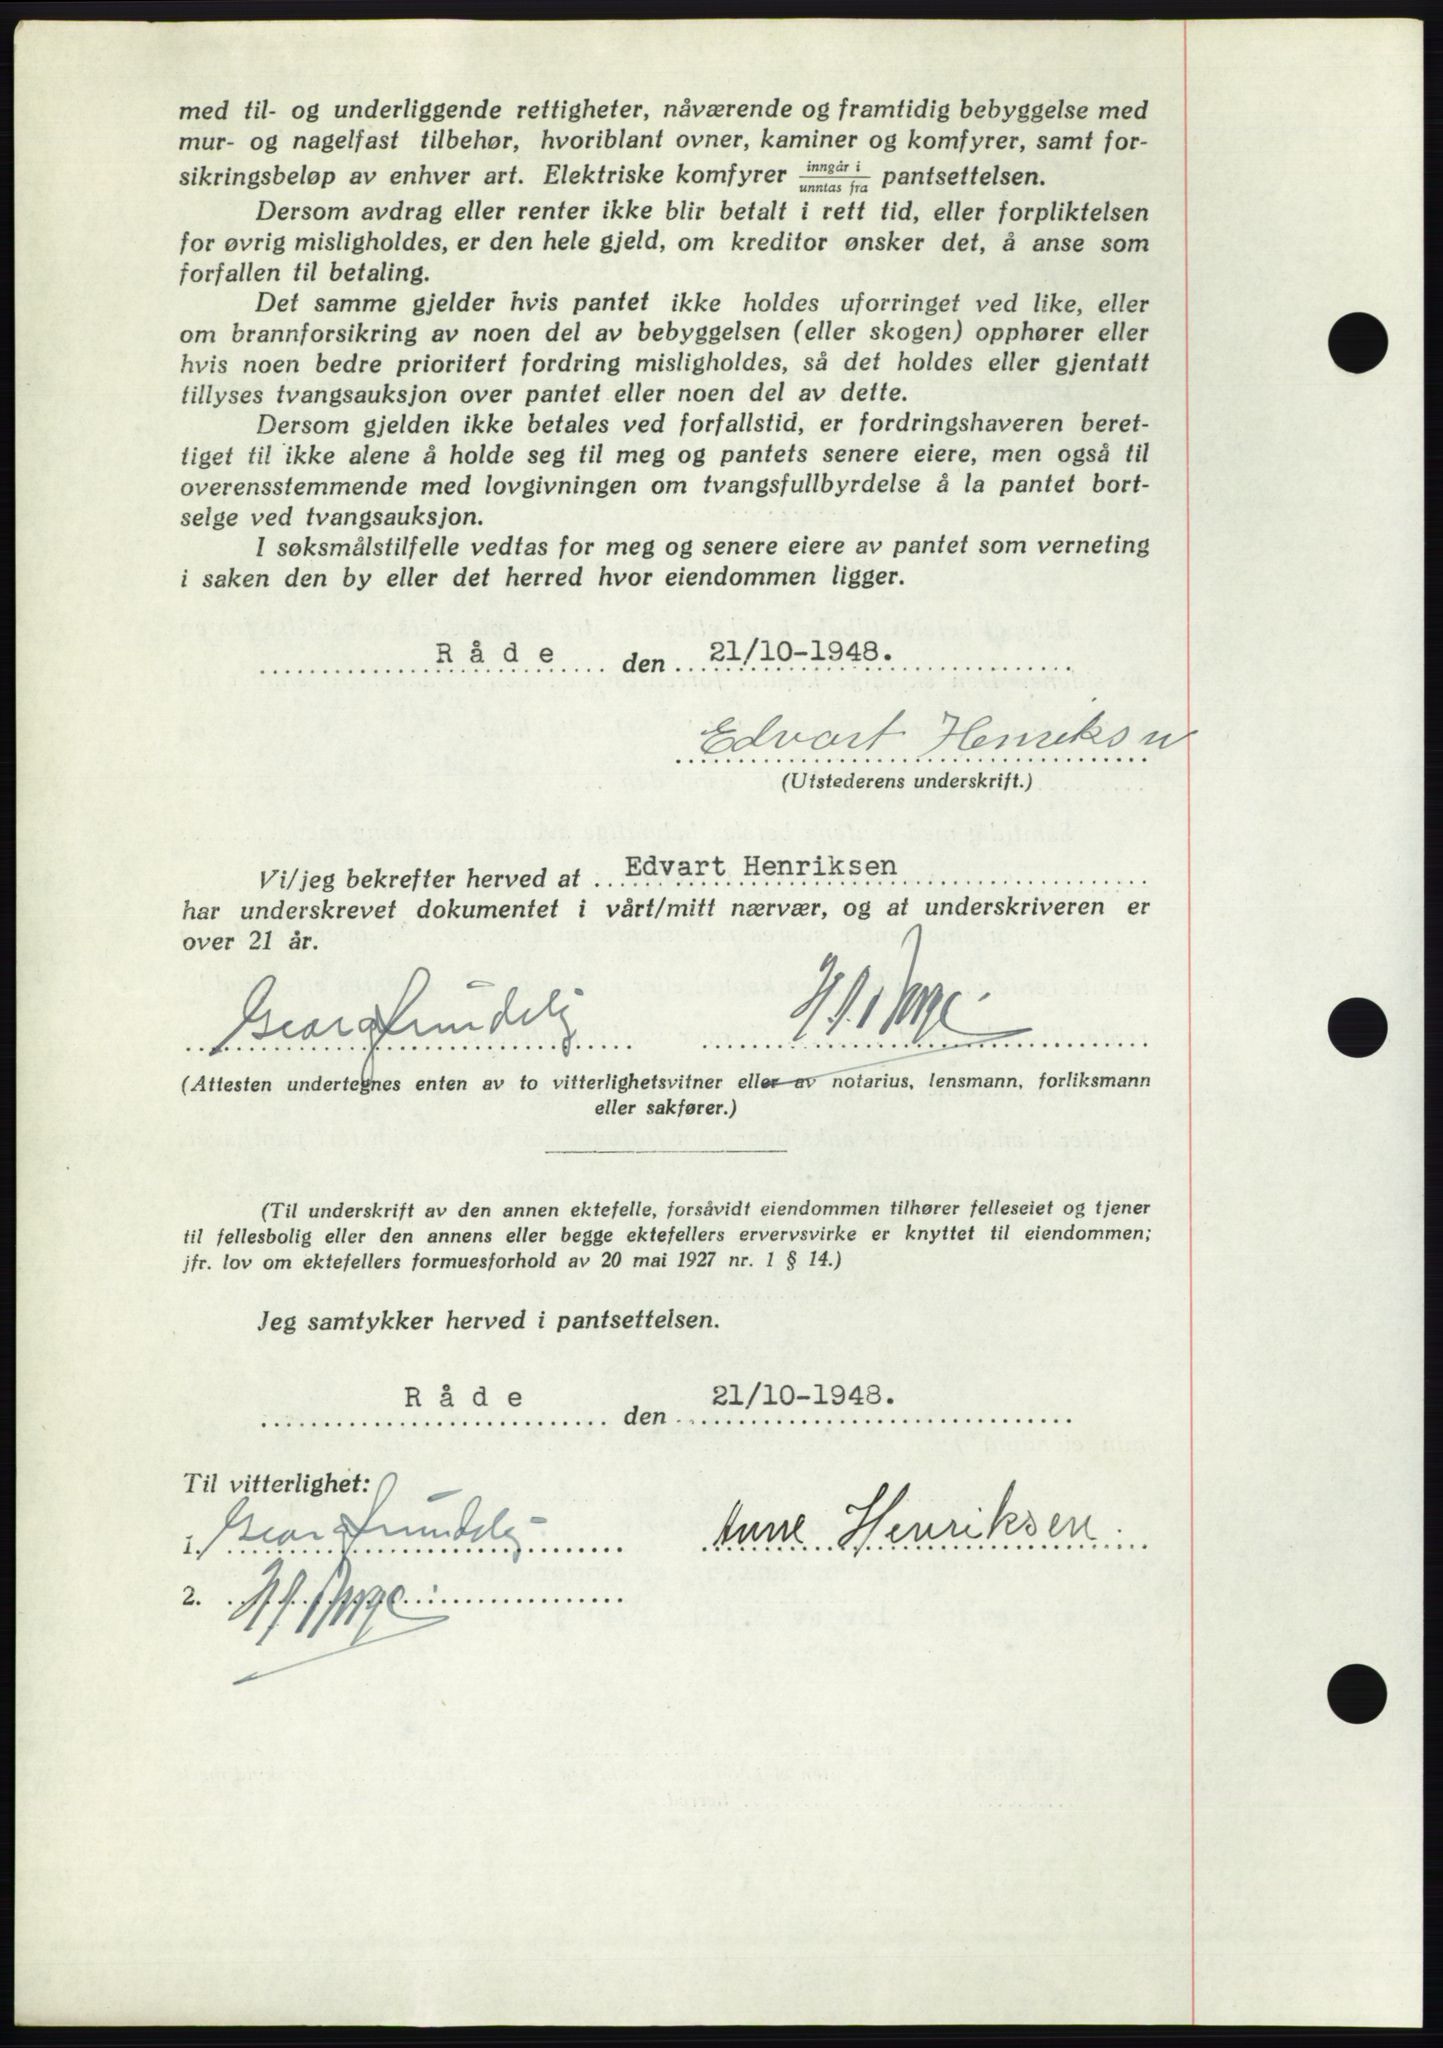 med til- og underliggende rettigheter, nåværende og framtidig bebyggelse med
mur- og nagelfast tilbehør, hvoriblant ovner, kaminer og komfyrer, samt for-
sikringsbeløp av enhver art. Elektriske komfyrer inngår i / unntas fra pantsettelsen.
Dersom avdrag eller renter ikke blir betalt i rett tid, eller forpliktelsen
for øvrig misligholdes, er den hele gjeld, om kreditor ønsker det, å anse som
forfallen til betaling.
Det samme gjelder hvis pantet ikke holdes uforringet ved like, eller
om brannforsikring av noen del av bebyggelsen (eller skogen) opphører eller
hvis noen bedre prioritert fordring misligholdes, så det holdes eller gjentatt
tillyses tvangsauksjon over pantet eller noen del av dette.
Dersom gjelden ikke betales ved forfallstid, er fordringshaveren beret-
tiget til ikke alene å holde seg til meg og pantets senere eiere, men også til
overensstemmende med lovgivningen om tvangsfullbyrdelse å la pantet bort-
selge ved tvangsauksjon.
I søksmålstilfelle vedtas for meg og senere eiere av pantet som verneting
i saken den by eller det herred hvor eiendommen ligger.
Råde den 21/10-1948.
Edvart Henriksen
(Utstederens underskrift.)
Vi/jeg bekrefter herved at Edvart Henriksen
har underskrevet dokumentet i vårt/mitt nærvær, og at underskriveren er
over 21 år.
Georg
(Attesten undertegnes enten av to vitterlighetsvitner eller av notarius, lensmann, forliksmann
eller sakfører.)
(Til underskrift av den annen ektefelle, forsåvidt eiendommen tilhører felleseiet og tjener
til fellesbolig eller den annens eller begge ektefellers ervervsvirke er knyttet til eiendommen;
jfr. lov om ektefellers formuesforhold av 20 mai 1927 nr. 1 § 14.)
Jeg samtykker herved i pantsettelsen.
Råde den 21/10-1948.
Til vitterlighet:
1. Georg
Anne Henriksen.
2.